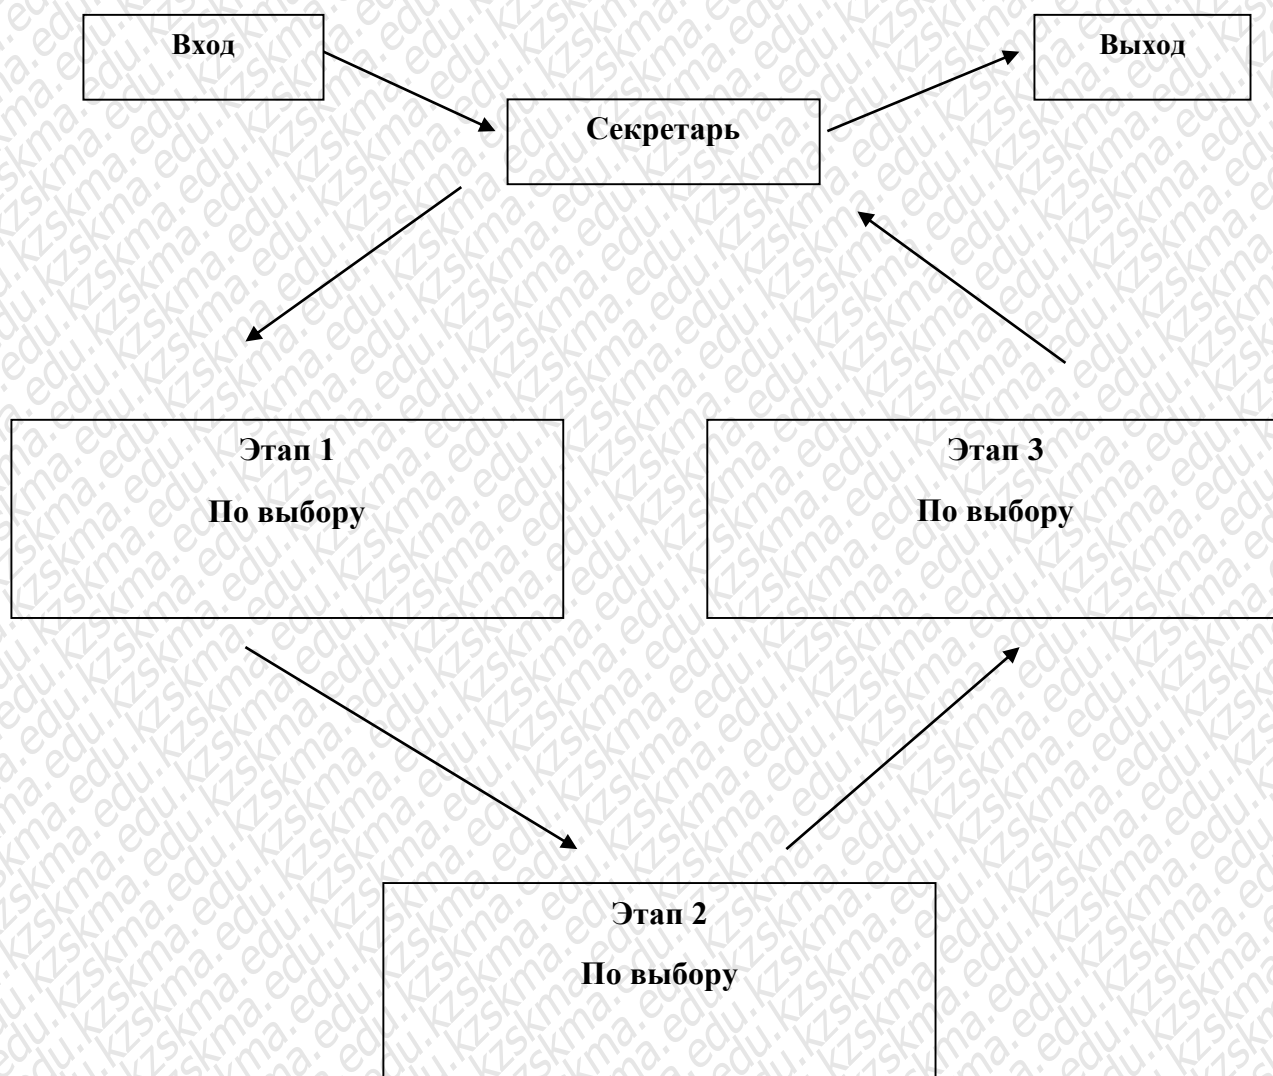 Вход
Выход
Секретарь
Этап 1
По выбору
Этап 3
По выбору
Этап 2
По выбору